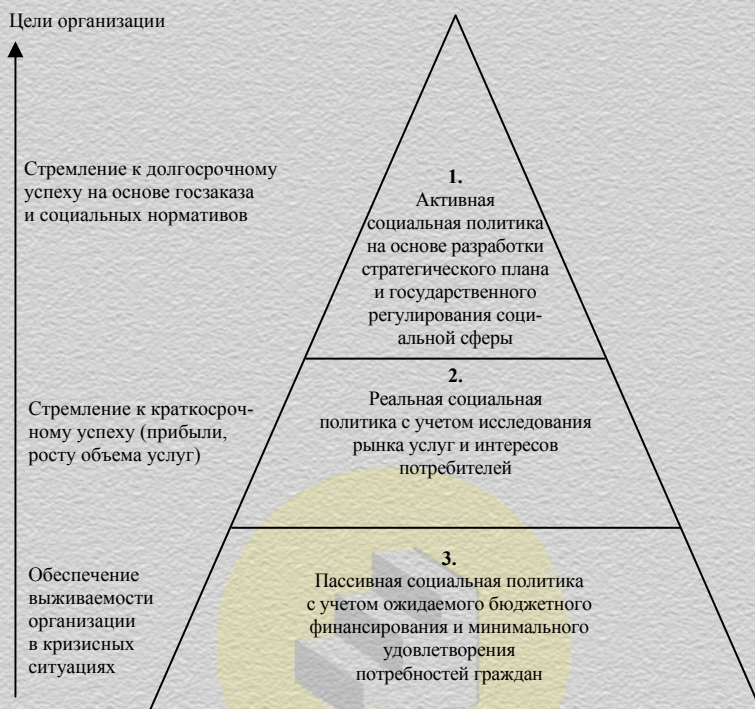 Цели организации
Стремление к долгосрочному
успеху на основе госзаказа
и социальных нормативов
1.
Активная
социальная политика
на основе разработки
стратегического плана
и государственного
регулирования соци-
альной сферы
Стремление к краткосроч-
ному успеху (прибыли,
росту объема услуг)
2.
Реальная социальная
политика с учетом исследования
рынка услуг и интересов
потребителей
Обеспечение
выживаемости
организации
в кризисных
ситуациях
3.
Пассивная социальная политика
с учетом ожидаемого бюджетного
финансирования и минимального
удовлетворения
потребностей граждан